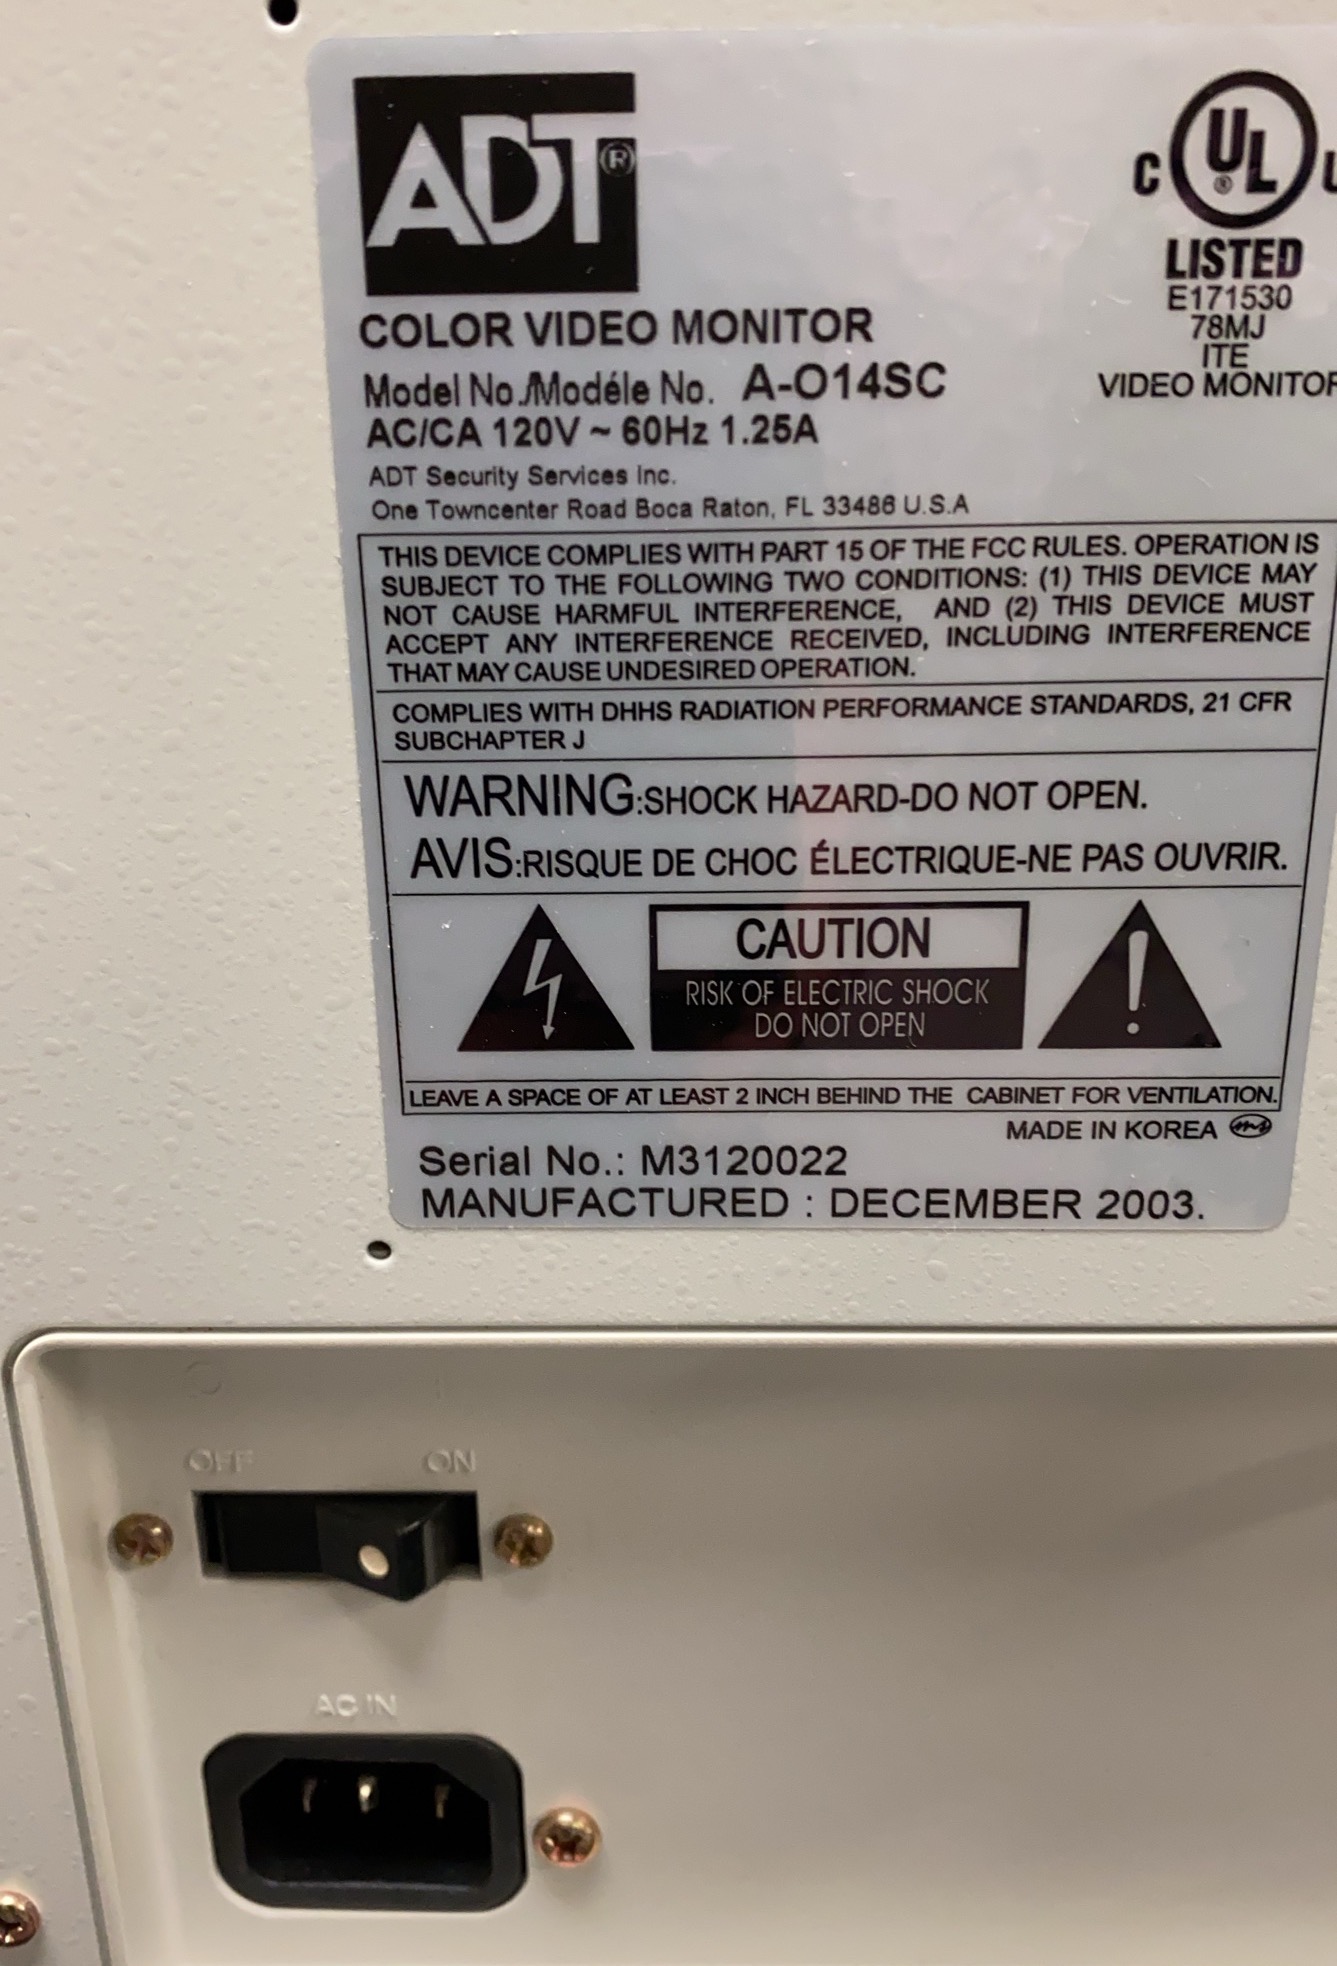 ADT®
COLOR VIDEO MONITOR
Model No./Modéle No. A-O14SC
AC/CA 120V ~ 60Hz 1.25A
ADT Security Services Inc.
One Towncenter Road Boca Raton, FL 33486 U.S.A
C UL ®
LISTED
E171530
78MJ
ITE
VIDEO MONITOR
THIS DEVICE COMPLIES WITH PART 15 OF THE FCC RULES. OPERATION IS
SUBJECT TO THE FOLLOWING TWO CONDITIONS: (1) THIS DEVICE MAY
NOT CAUSE HARMFUL INTERFERENCE, AND (2) THIS DEVICE MUST
ACCEPT ANY INTERFERENCE RECEIVED, INCLUDING INTERFERENCE
THAT MAY CAUSE UNDESIRED OPERATION.
COMPLIES WITH DHHS RADIATION PERFORMANCE STANDARDS, 21 CFR
SUBCHAPTER J
WARNING:SHOCK HAZARD-DO NOT OPEN.
AVIS:RISQUE DE CHOC ÉLECTRIQUE-NE PAS OUVRIR.
CAUTION
RISK OF ELECTRIC SHOCK
DO NOT OPEN
LEAVE A SPACE OF AT LEAST 2 INCH BEHIND THE CABINET FOR VENTILATION.
MADE IN KOREA
Serial No.: M3120022
MANUFACTURED : DECEMBER 2003.
OFF ON
AC IN